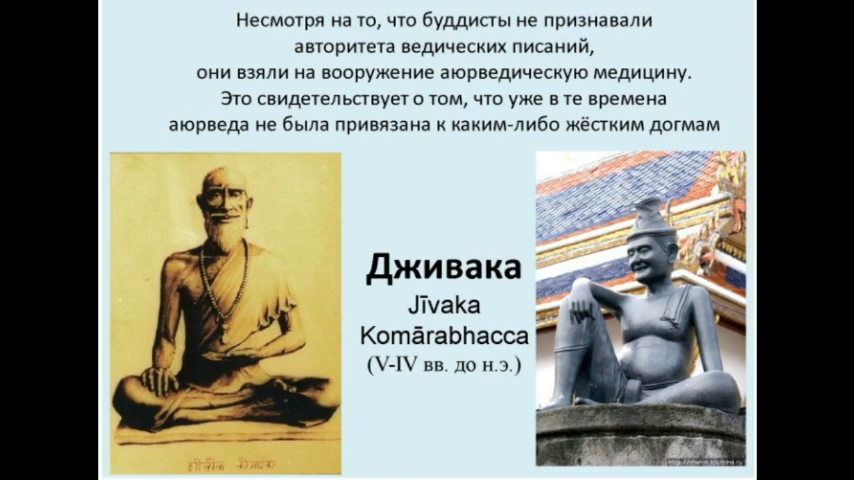 Несмотря на то, что буддисты не признавали
авторитета ведических писаний,
они взяли на вооружение аюрведическую медицину.
Это свидетельствует о том, что уже в те времена
аюрведа не была привязана к каким-либо жёстким догмам
Дживака
Jīvaka
Komārabhacca
(V-IV вв. до н.э.)